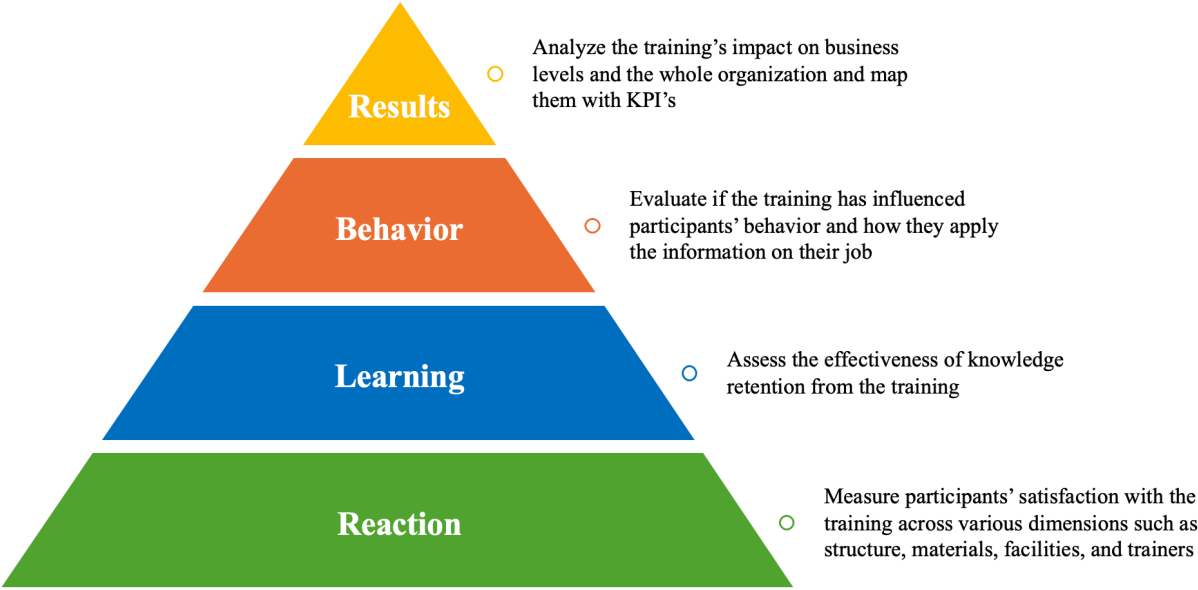 Results
Analyze the training’s impact on business
levels and the whole organization and map
them with KPI’s
Behavior
Evaluate if the training has influenced
participants’ behavior and how they apply
the information on their job
Learning
Assess the effectiveness of knowledge
retention from the training
Reaction
Measure participants’ satisfaction with the
training across various dimensions such as
structure, materials, facilities, and trainers